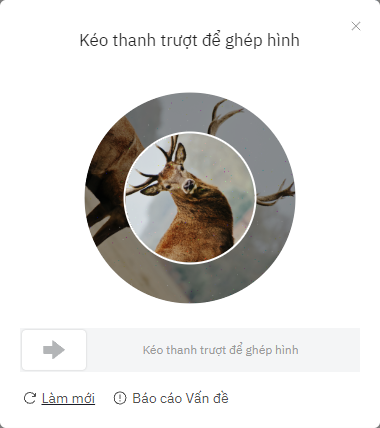 Kéo thanh trượt để ghép hình
Kéo thanh trượt để ghép hình
Làm mới Báo cáo Vấn đề